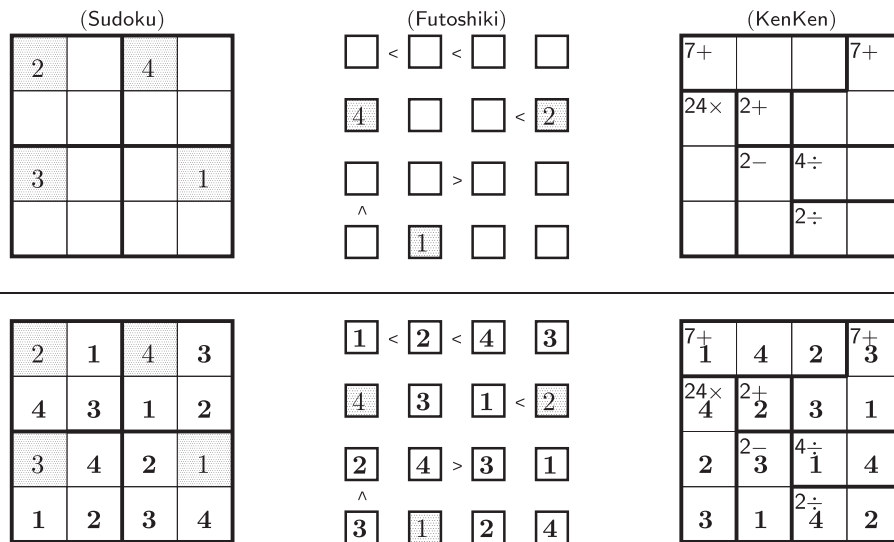 (Sudoku) (Futoshiki) (KenKen)
2 4 < < 7+ 7+
4 < 2 24× 2+
3 1 > 2− 4÷
^
1 2÷
2 1 4 3 1 < 2 < 4 3 7+ 1 4 2 7+ 3
4 3 1 2 4 3 1 < 2 24× 4 2+ 2 3 1
3 4 2 1 2 4 > 3 1 2 2− 3 4÷ 1 4
^
1 2 3 4 3 1 2 4 3 1 2÷ 4 2